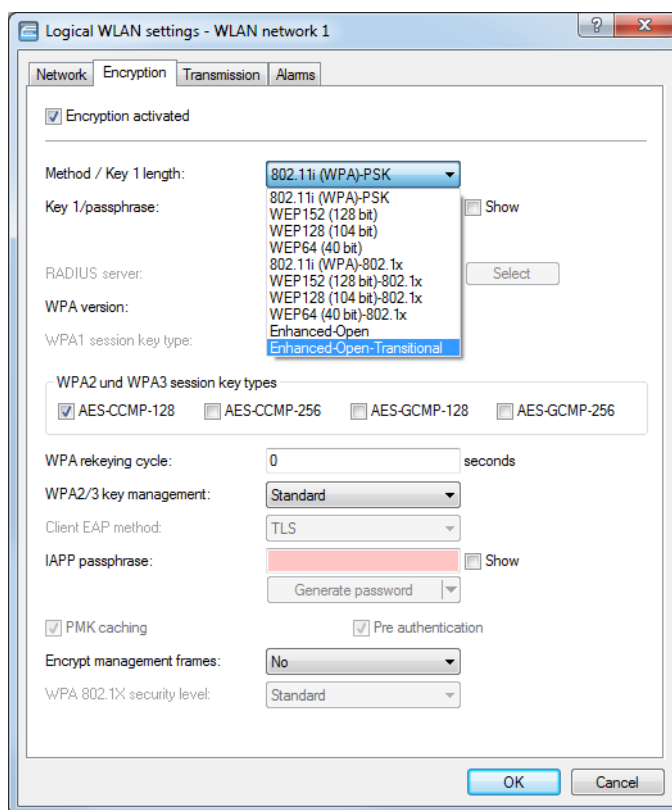 Logical WLAN settings - WLAN network 1
?
Network Encryption Transmission Alarms
Encryption activated
Method / Key 1 length: 802.11i (WPA)-PSK
802.11i (WPA)-PSK
Key 1/passphrase: Show
WEP152 (128 bit)
WEP128 (104 bit)
WEP64 (40 bit)
802.11i (WPA)-802.1x
RADIUS server: Select
WEP152 (128 bit)-802.1x
WEP128 (104 bit)-802.1x
WPA version:
WEP64 (40 bit)-802.1x
Enhanced-Open
WPA1 session key type:
Enhanced-Open-Transitional
WPA2 und WPA3 session key types
AES-CCMP-128 AES-CCMP-256 AES-GCMP-128 AES-GCMP-256
WPA rekeying cycle: 0 seconds
WPA2/3 key management: Standard
Client EAP method: TLS
IAPP passphrase: Show
Generate password
PMK caching Pre authentication
Encrypt management frames: No
WPA 802.1X security level: Standard
OK Cancel